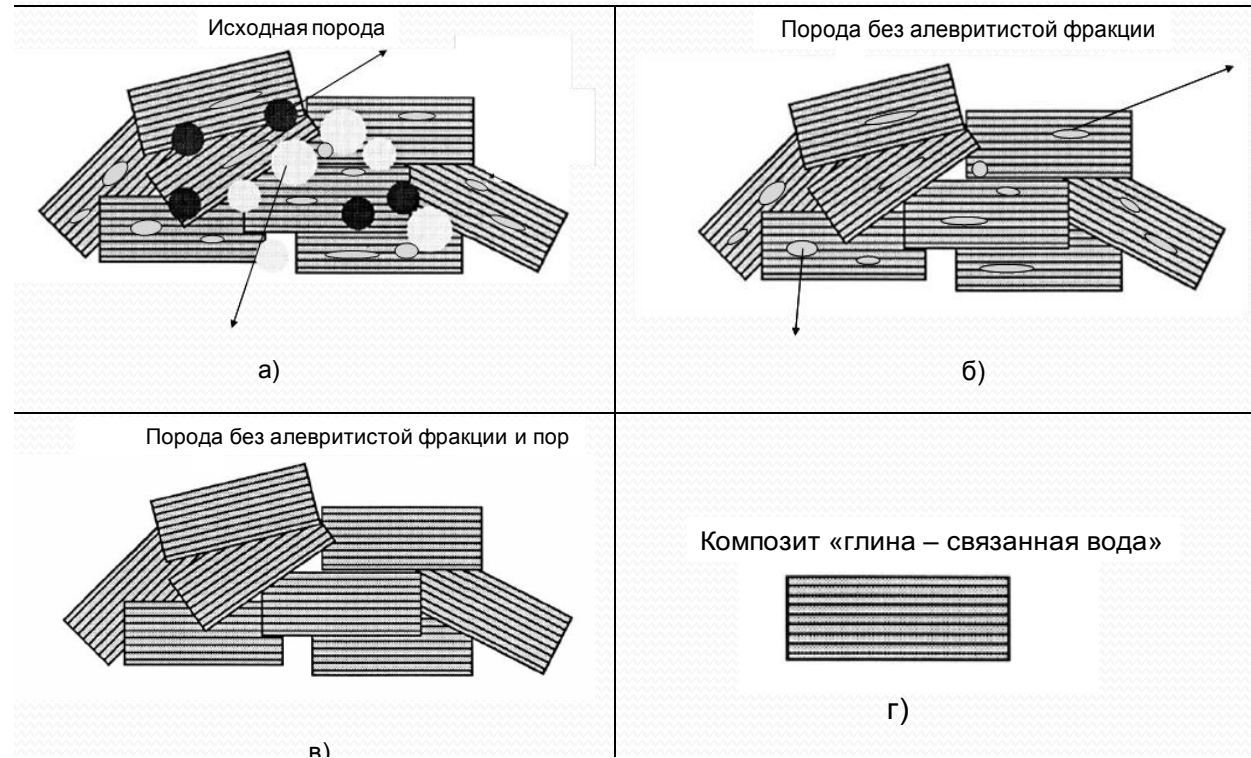 Исходная порода
Порода без алевритистой фракции
а)
б)
Порода без алевритистой фракции и пор
Композит «глина – связанная вода»
в)
г)